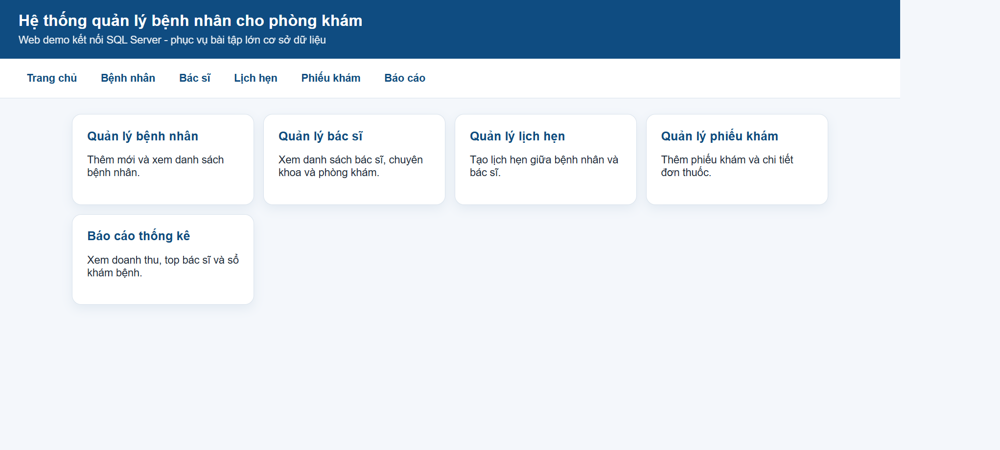 Hệ thống quản lý bệnh nhân cho phòng khám
Web demo kết nối SQL Server - phục vụ bài tập lớn cơ sở dữ liệu
Trang chủ Bệnh nhân Bác sĩ Lịch hẹn Phiếu khám Báo cáo
Quản lý bệnh nhân
Thêm mới và xem danh sách
bệnh nhân.
Quản lý bác sĩ
Xem danh sách bác sĩ, chuyên
khoa và phòng khám.
Quản lý lịch hẹn
Tạo lịch hẹn giữa bệnh nhân và
bác sĩ.
Quản lý phiếu khám
Thêm phiếu khám và chi tiết
đơn thuốc.
Báo cáo thống kê
Xem doanh thu, top bác sĩ và sổ
khám bệnh.